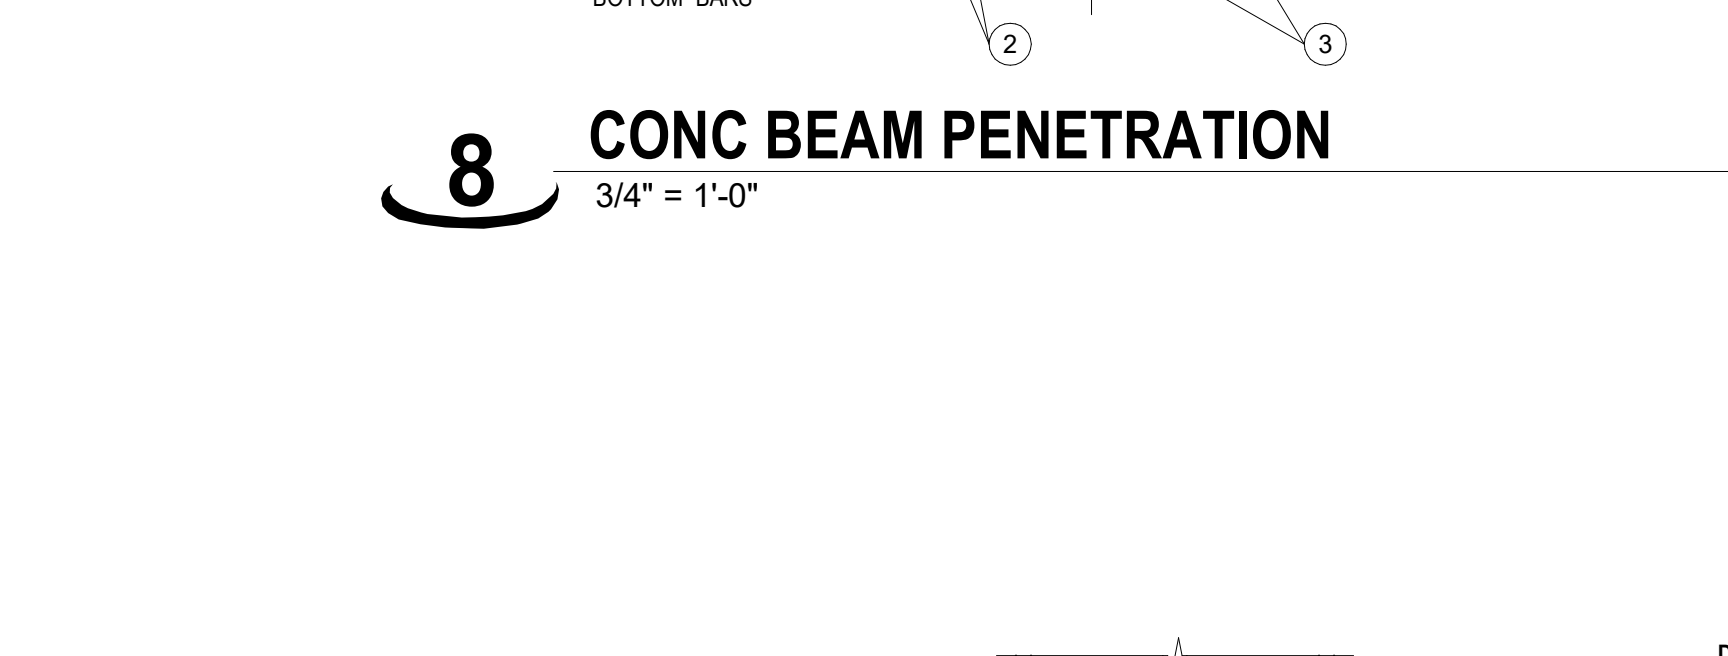 BOTTOM BARS
2
3
8
CONC BEAM PENETRATION
3/4" = 1'-0"